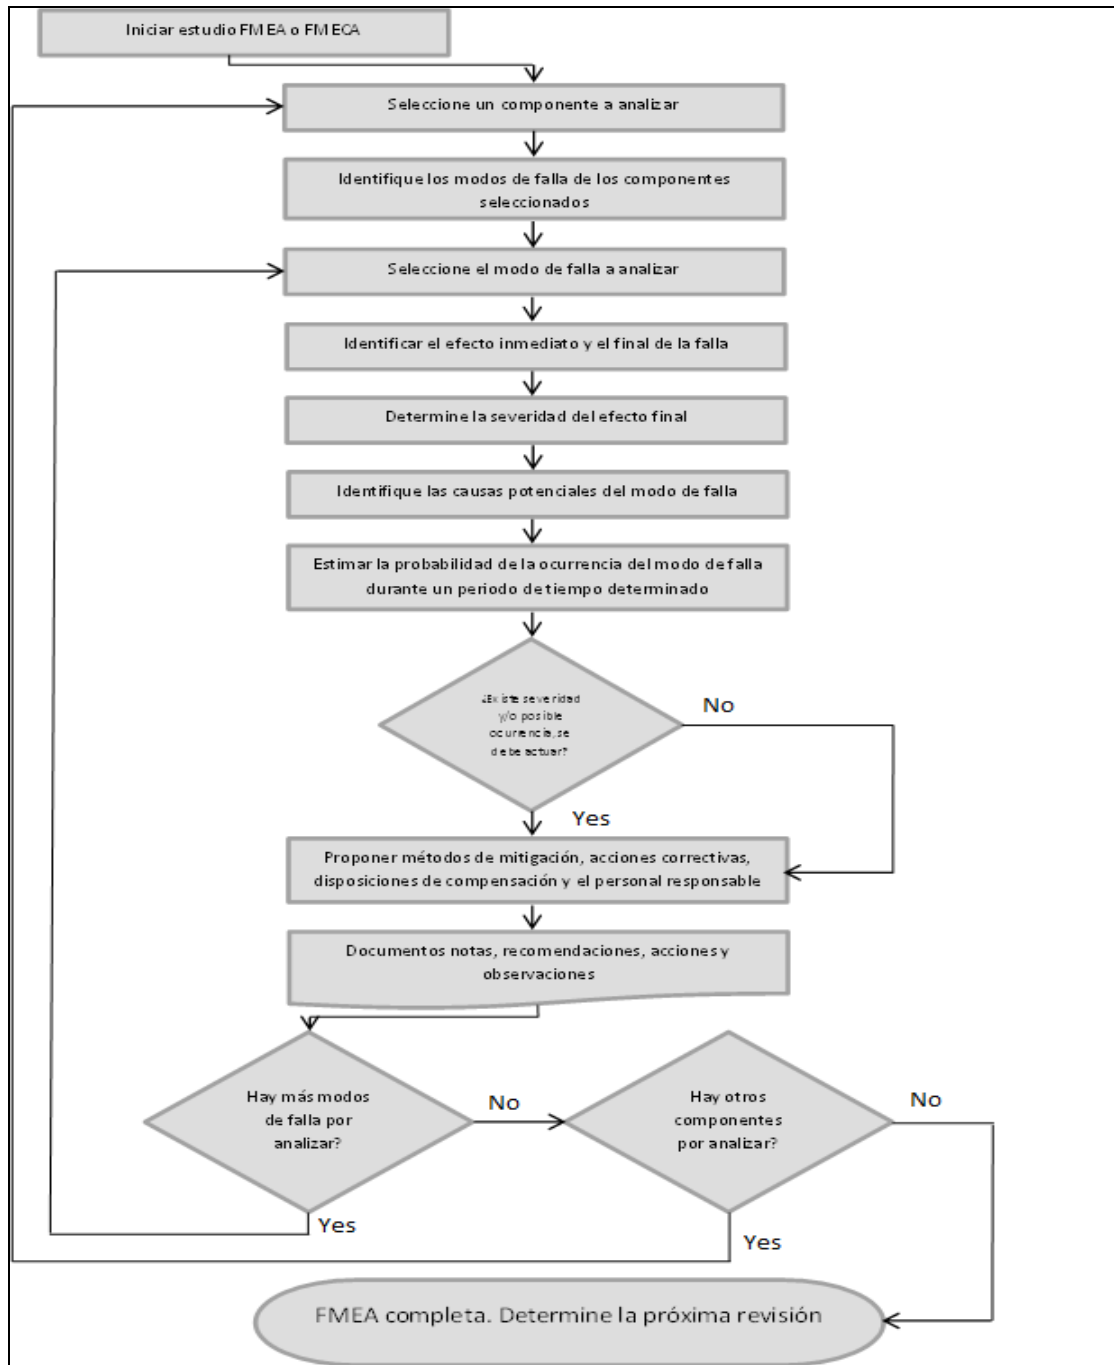 Iniciar estudio FMEA o FMECA
Seleccione un componente a analizar
Identifique los modos de falla de los componentes
seleccionados
Seleccione el modo de falla a analizar
Identificar el efecto inmediato y el final de la falla
Determine la severidad del efecto final
Identifique las causas potenciales del modo de falla
Estimar la probabilidad de la ocurrencia del modo de falla
durante un periodo de tiempo determinado
¿Existe severidad
y/o posible
ocurrencia, se
debe actuar?
No
Yes
Proponer métodos de mitigación, acciones correctivas,
disposiciones de compensación y el personal responsable
Documentos notas, recomendaciones, acciones y
observaciones
Hay más modos
de falla por
analizar?
No
Hay otros
componentes
por analizar?
No
Yes
Yes
FMEA completa. Determine la próxima revisión